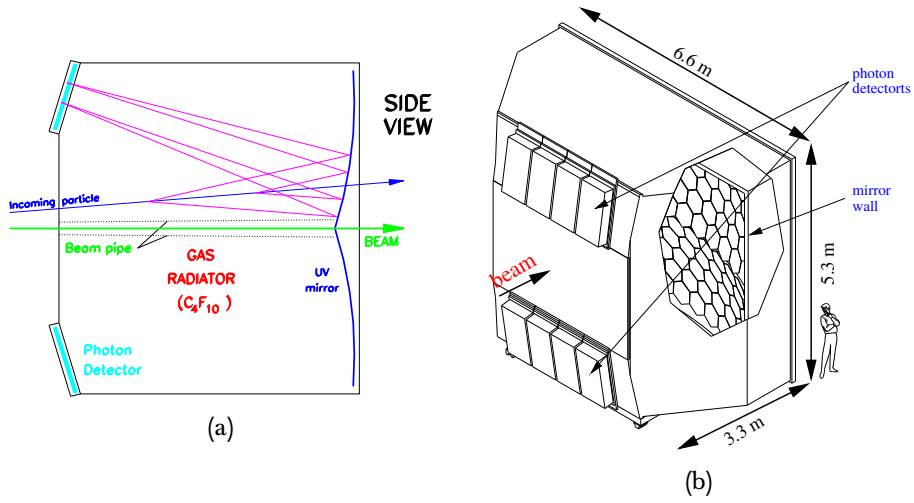 SIDE
VIEW
Incoming particle
Beam pipe
BEAM
GAS
RADIATOR
(C₄F₁₀)
UV
mirror
Photon
Detector
(a)
6.6 m
photon
detectorts
mirror
wall
beam
5.3 m
3.3 m
(b)